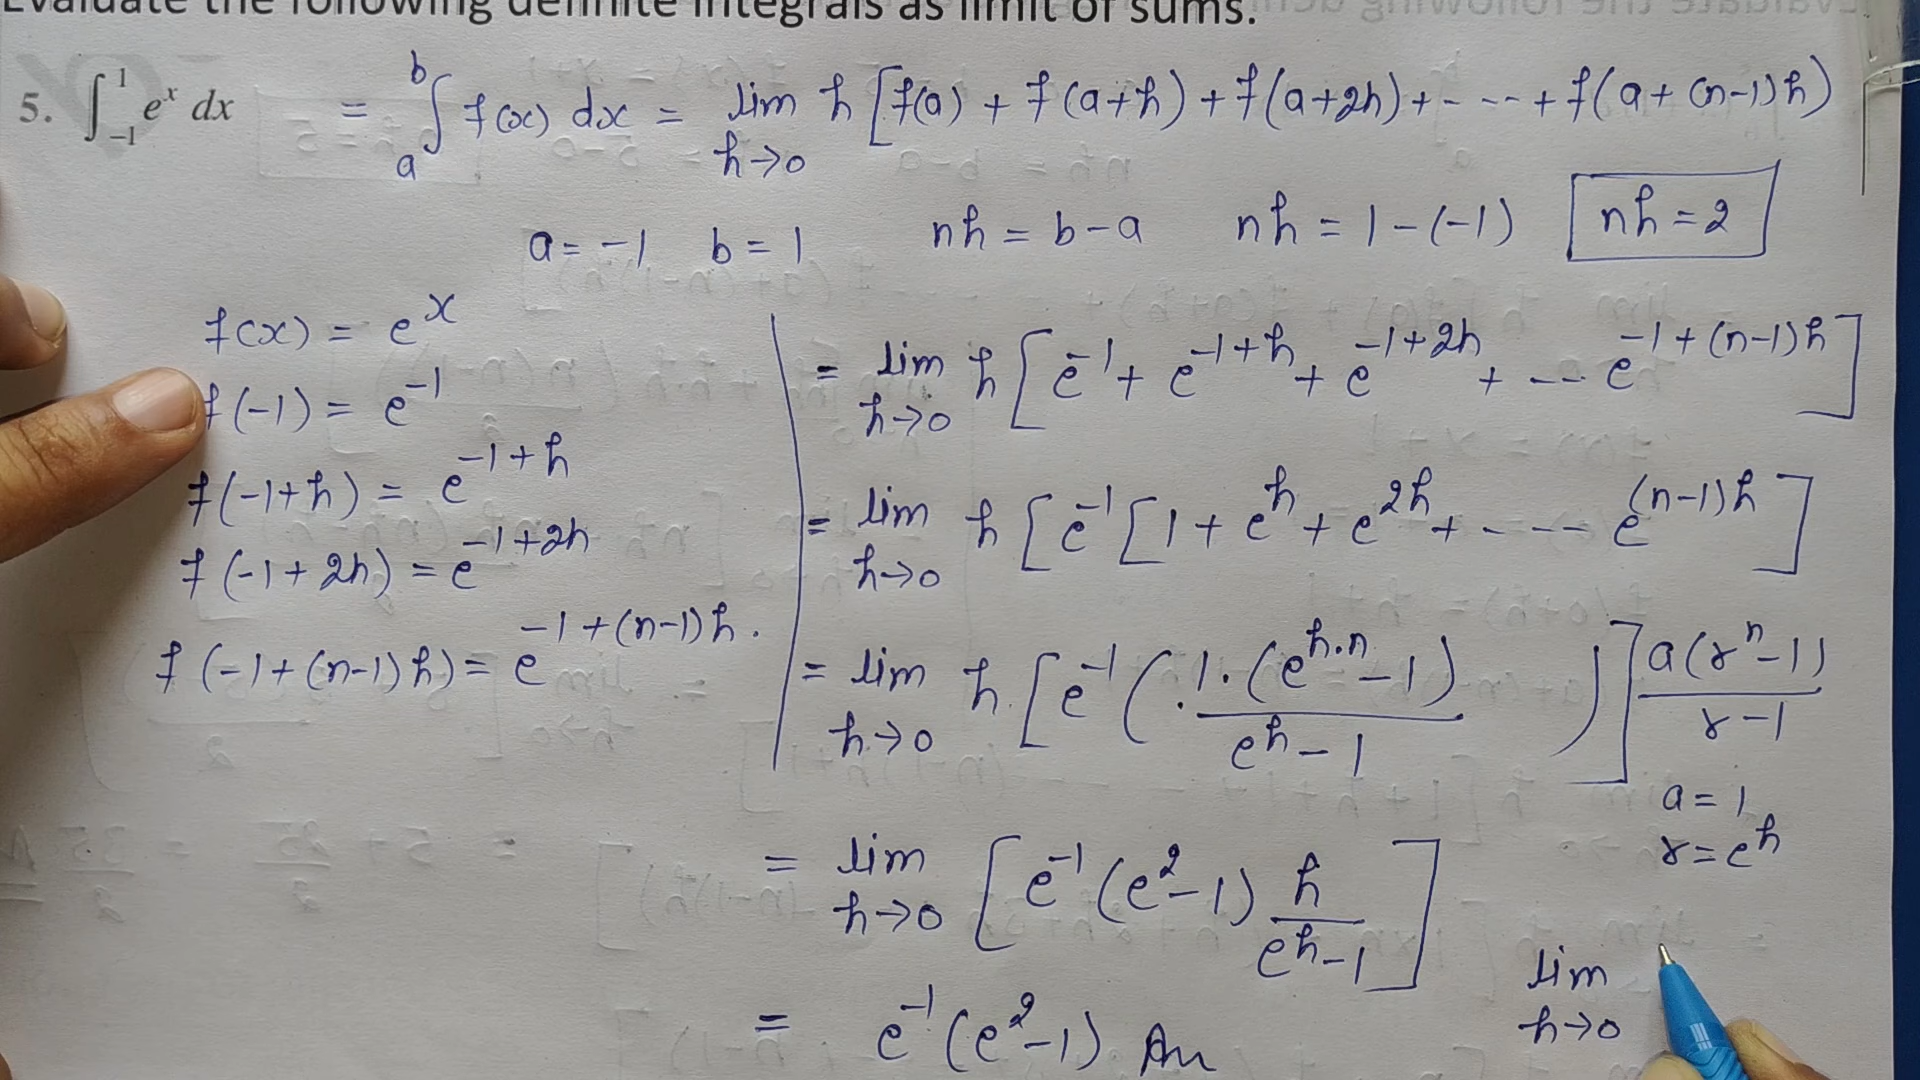 Evaluate the following definite integrals as limit of sums.
5. ∫_{-1}^{1} e^x dx = ∫_a^b f(x) dx = lim_{h→0} h [f(a) + f(a+h) + f(a+2h) + - - - + f(a+(n-1)h)
a = -1 b = 1 nh = b-a nh = 1-(-1) nh = 2
f(x) = e^x
f(-1) = e^{-1}
f(-1+h) = e^{-1+h}
f(-1+2h) = e^{-1+2h}
f(-1+(n-1)h) = e^{-1+(n-1)h}.
= lim_{h→0} h [e^{-1} + e^{-1+h} + e^{-1+2h} + - -- e^{-1+(n-1)h}]
= lim_{h→0} h [e^{-1} [1 + e^h + e^{2h} + - - -- e^{(n-1)h}]
= lim_{h→0} h. [e^{-1} ( . 1.(e^{h.n} -1) / e^h -1 )] a(r^n -1) / r-1
a = 1
r = e^h
= lim_{h→0} [e^{-1} (e^2 -1) h / e^h -1]
lim_{h→0}
= e^{-1} (e^2 -1) An